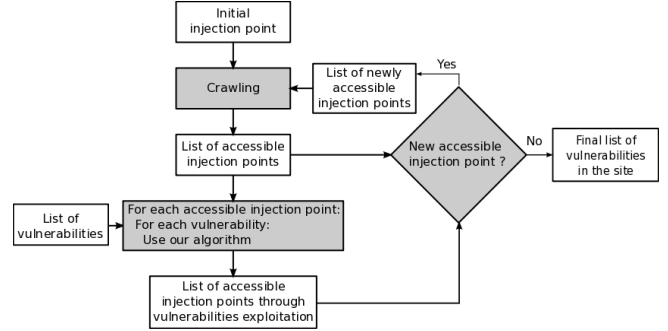 Initial
injection point
Yes
Crawling
List of newly
accessible
injection points
List of accessible
injection points
New accessible
injection point ?
No
Final list of
vulnerabilities
in the site
List of
vulnerabilities
For each accessible injection point:
For each vulnerability:
Use our algorithm
List of accessible
injection points through
vulnerabilities exploitation